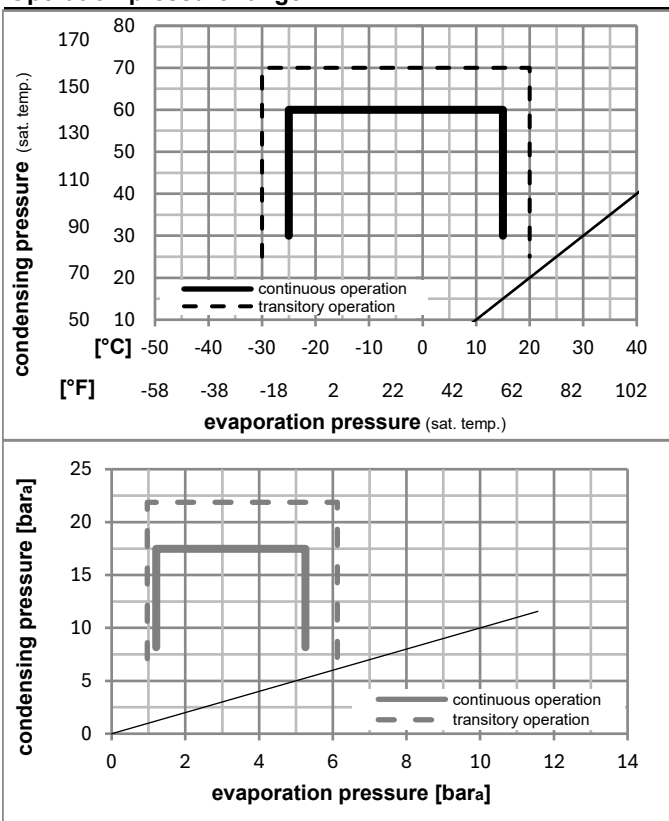 170 80
150 70
130 60
110 50
90 40
30
70 20
50 10
condensing pressure (sat. temp.)
continuous operation
transitory operation
[°C] -50 -40 -30 -20 -10 0 10 20 30 40
[°F] -58 -38 -18 2 22 42 62 82 102
evaporation pressure (sat. temp.)
25
20
15
10
5
0
condensing pressure [bara]
continuous operation
transitory operation
0 2 4 6 8 10 12 14
evaporation pressure [bara]